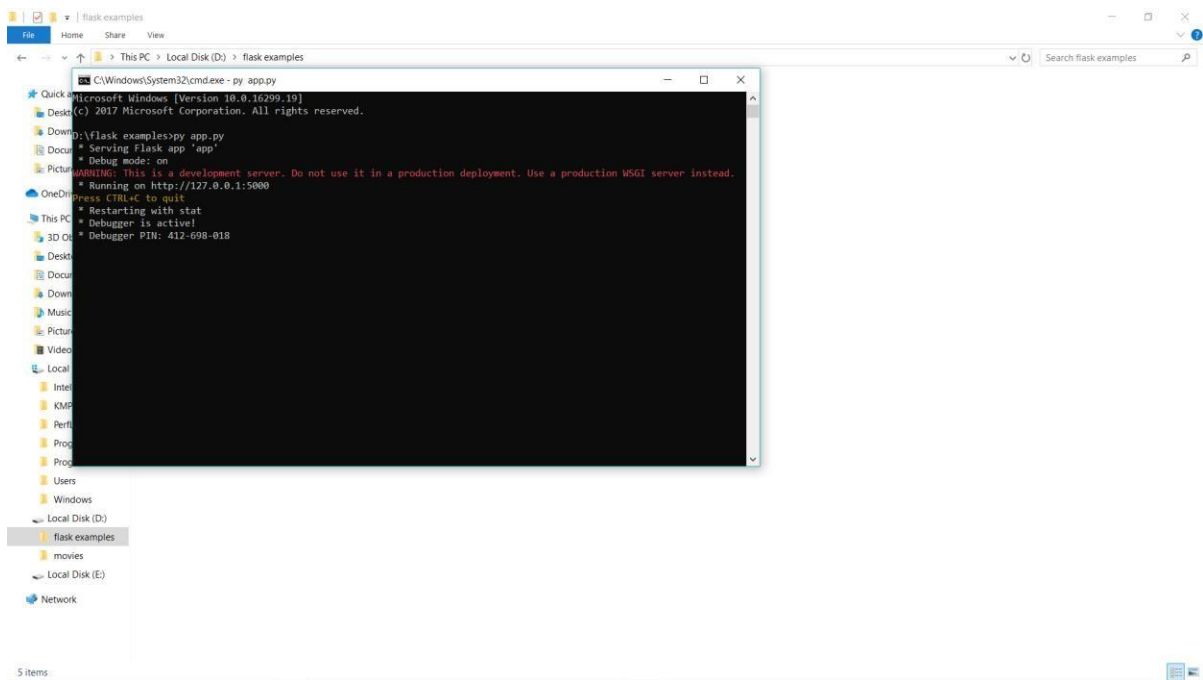 flask examples
File Home Share View
This PC > Local Disk (D:) > flask examples
Search flask examples
C:\Windows\System32\cmd.exe - py app.py
Microsoft Windows [Version 10.0.16299.19]
(c) 2017 Microsoft Corporation. All rights reserved.
D:\flask examples>py app.py
* Serving Flask app 'app'
* Debug mode: on
WARNING: This is a development server. Do not use it in a production deployment. Use a production WSGI server instead.
* Running on http://127.0.0.1:5000
Press CTRL+C to quit
* Restarting with stat
* Debugger is active!
* Debugger PIN: 412-698-018
Quick
This PC
3D
Music
Local
Intel
Users
Windows
Local Disk (D:)
flask examples
movies
Local Disk (E:)
Network
5 items